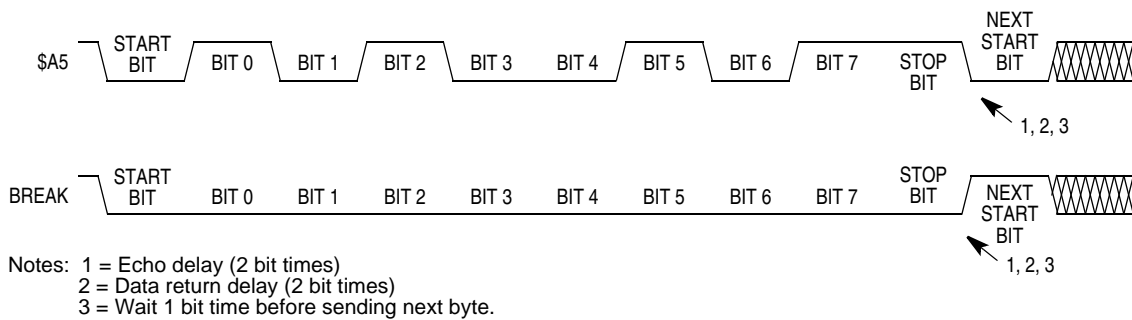 $A5
START BIT
BIT 0
BIT 1
BIT 2
BIT 3
BIT 4
BIT 5
BIT 6
BIT 7
STOP BIT
NEXT START BIT
1, 2, 3
BREAK
START BIT
BIT 0
BIT 1
BIT 2
BIT 3
BIT 4
BIT 5
BIT 6
BIT 7
STOP BIT
NEXT START BIT
1, 2, 3
Notes: 1 = Echo delay (2 bit times)
2 = Data return delay (2 bit times)
3 = Wait 1 bit time before sending next byte.